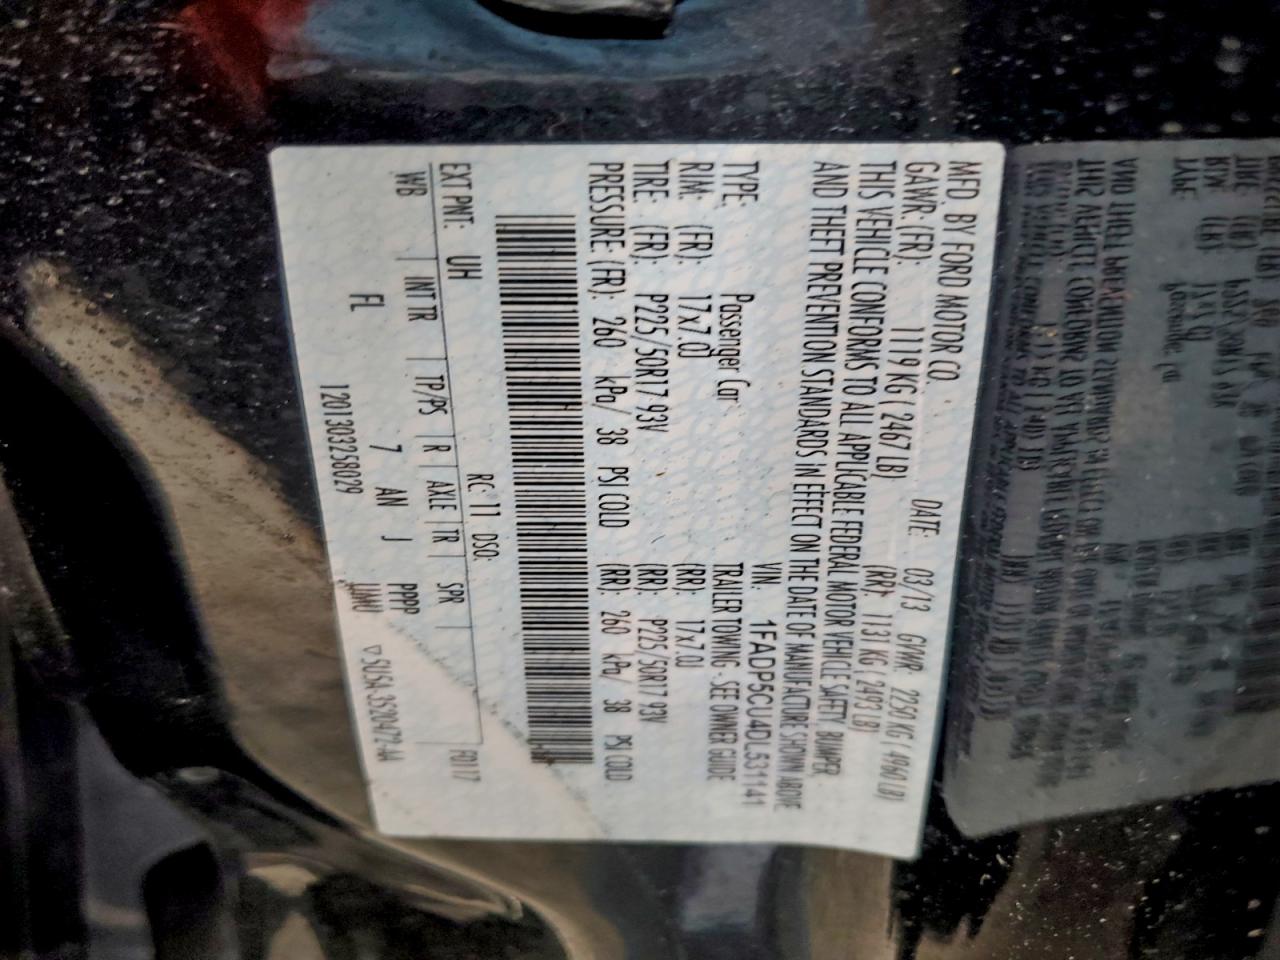 MFD. BY FORD MOTOR CO.
DATE: 03/13 GVWR: 2250 KG ( 4960 LB)
GAWR: (FR): 1119 KG ( 2467 LB) (RR): 1131 KG ( 2493 LB)
THIS VEHICLE CONFORMS TO ALL APPLICABLE FEDERAL MOTOR VEHICLE SAFETY BUMPER,
AND THEFT PREVENTION STANDARDS IN EFFECT ON THE DATE OF MANUFACTURE SHOWN ABOVE
VIN: 1FADP5CU4DL531141
TYPE: Passenger Car TRAILER TOWING - SEE OWNER GUIDE
RIM: (FR): 17x7.0J (RR): 17x7.0J
TIRE: (FR): P225/50R17 93V (RR): P225/50R17 93V
PRESSURE (FR): 260 kPa/ 38 PSI COLD (RR): 260 kPa/ 38 PSI COLD
EXT PNT: UH RC: 11 DSO: F0117
WB INT TR TP/PS R AXLE TR SPR
FL 7 AN J PPPP
1201303258029 ▽5U5A-3520472-AA